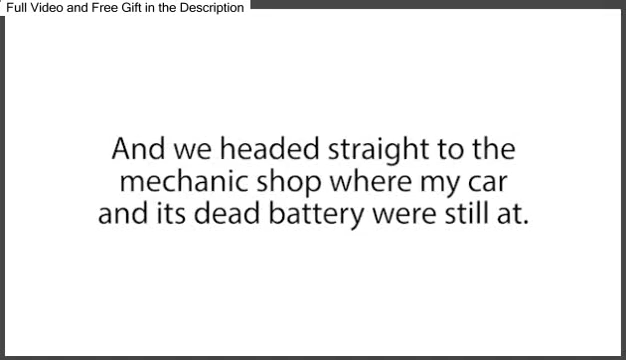 Full Video and Free Gift in the Description
And we headed straight to the
mechanic shop where my car
and its dead battery were still at.